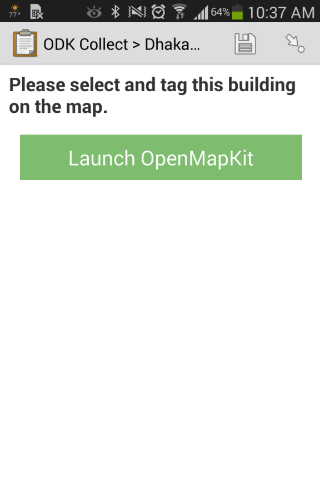 77°
64%
10:37 AM
ODK Collect > Dhaka…
Please select and tag this building
on the map.
Launch OpenMapKit